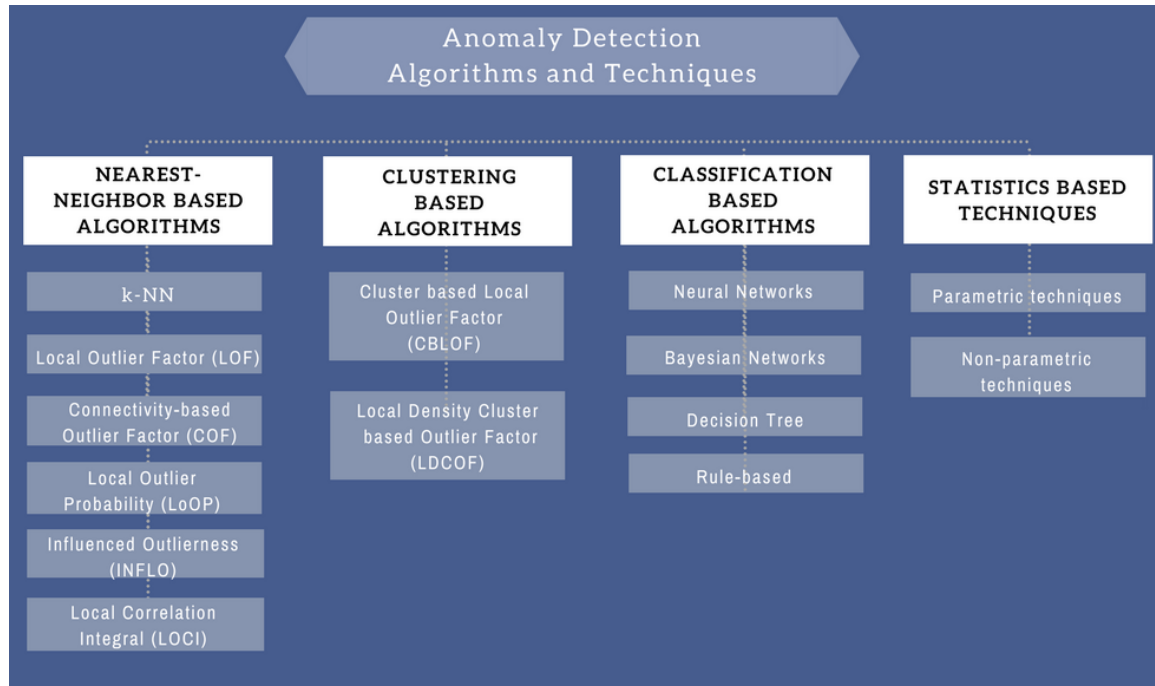 Anomaly Detection
Algorithms and Techniques
NEAREST-
NEIGHBOR BASED
ALGORITHMS
k-NN
Local Outlier Factor (LOF)
Connectivity-based
Outlier Factor (COF)
Local Outlier
Probability (LoOP)
Influenced Outlierness
(INFLO)
Local Correlation
Integral (LOCI)
CLUSTERING
BASED
ALGORITHMS
Cluster based Local
Outlier Factor
(CBLOF)
Local Density Cluster
based Outlier Factor
(LDCOF)
CLASSIFICATION
BASED
ALGORITHMS
Neural Networks
Bayesian Networks
Decision Tree
Rule-based
STATISTICS BASED
TECHNIQUES
Parametric techniques
Non-parametric
techniques